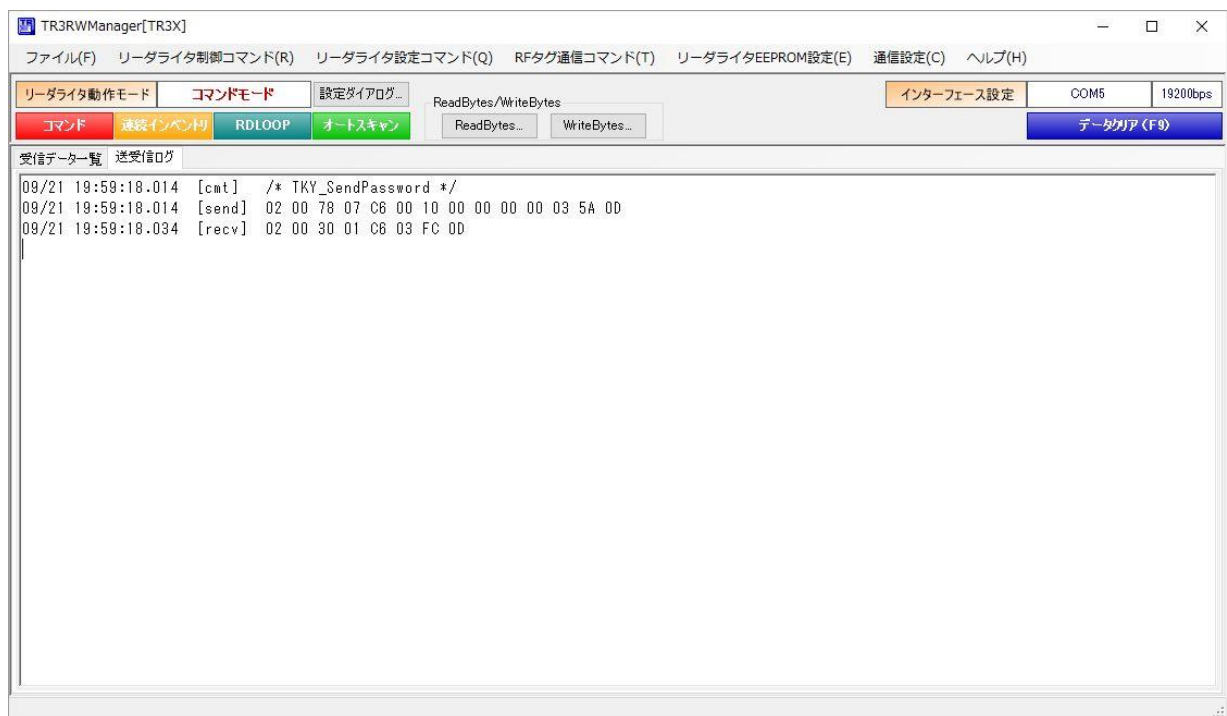 TR3RWManager[TR3X]
ファイル(F) リーダライタ制御コマンド(R) リーダライタ設定コマンド(Q) RFタグ通信コマンド(T) リーダライタEEPROM設定(E) 通信設定(C) ヘルプ(H)
リーダライタ動作モード コマンドモード 設定ダイアログ... ReadBytes/WriteBytes インターフェース設定 COM5 19200bps
コマンド 連続インベントリ RDLOOP オートスキャン ReadBytes... WriteBytes... データクリア(F9)
受信データ一覧 送受信ログ
09/21 19:59:18.014 [cmt] /* TKY_SendPassword */
09/21 19:59:18.014 [send] 02 00 78 07 C6 00 10 00 00 00 00 03 5A 0D
09/21 19:59:18.034 [recv] 02 00 30 01 C6 03 FC 0D